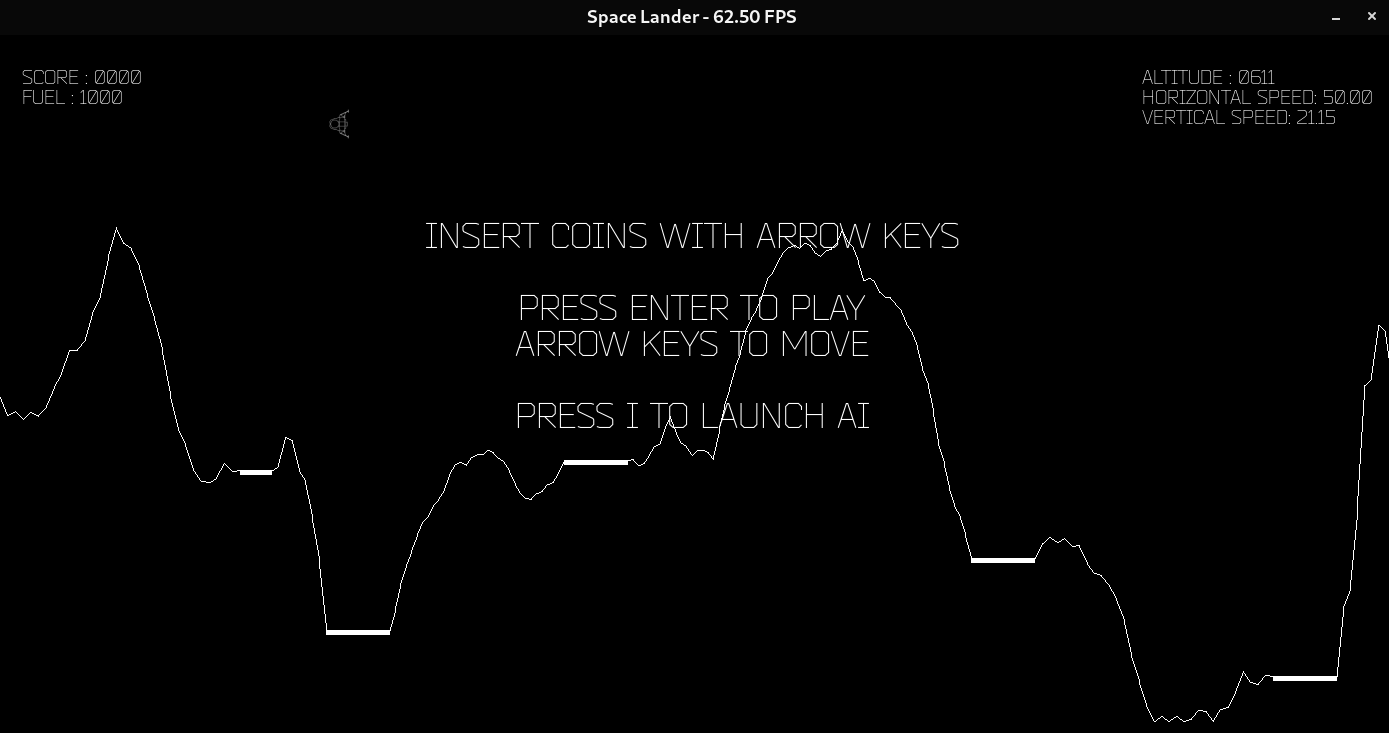 Space Lander - 62.50 FPS
SCORE : 0000
FUEL : 1000
ALTITUDE : 0611
HORIZONTAL SPEED: 50.00
VERTICAL SPEED: 21.15
INSERT COINS WITH ARROW KEYS
PRESS ENTER TO PLAY
ARROW KEYS TO MOVE
PRESS I TO LAUNCH AI